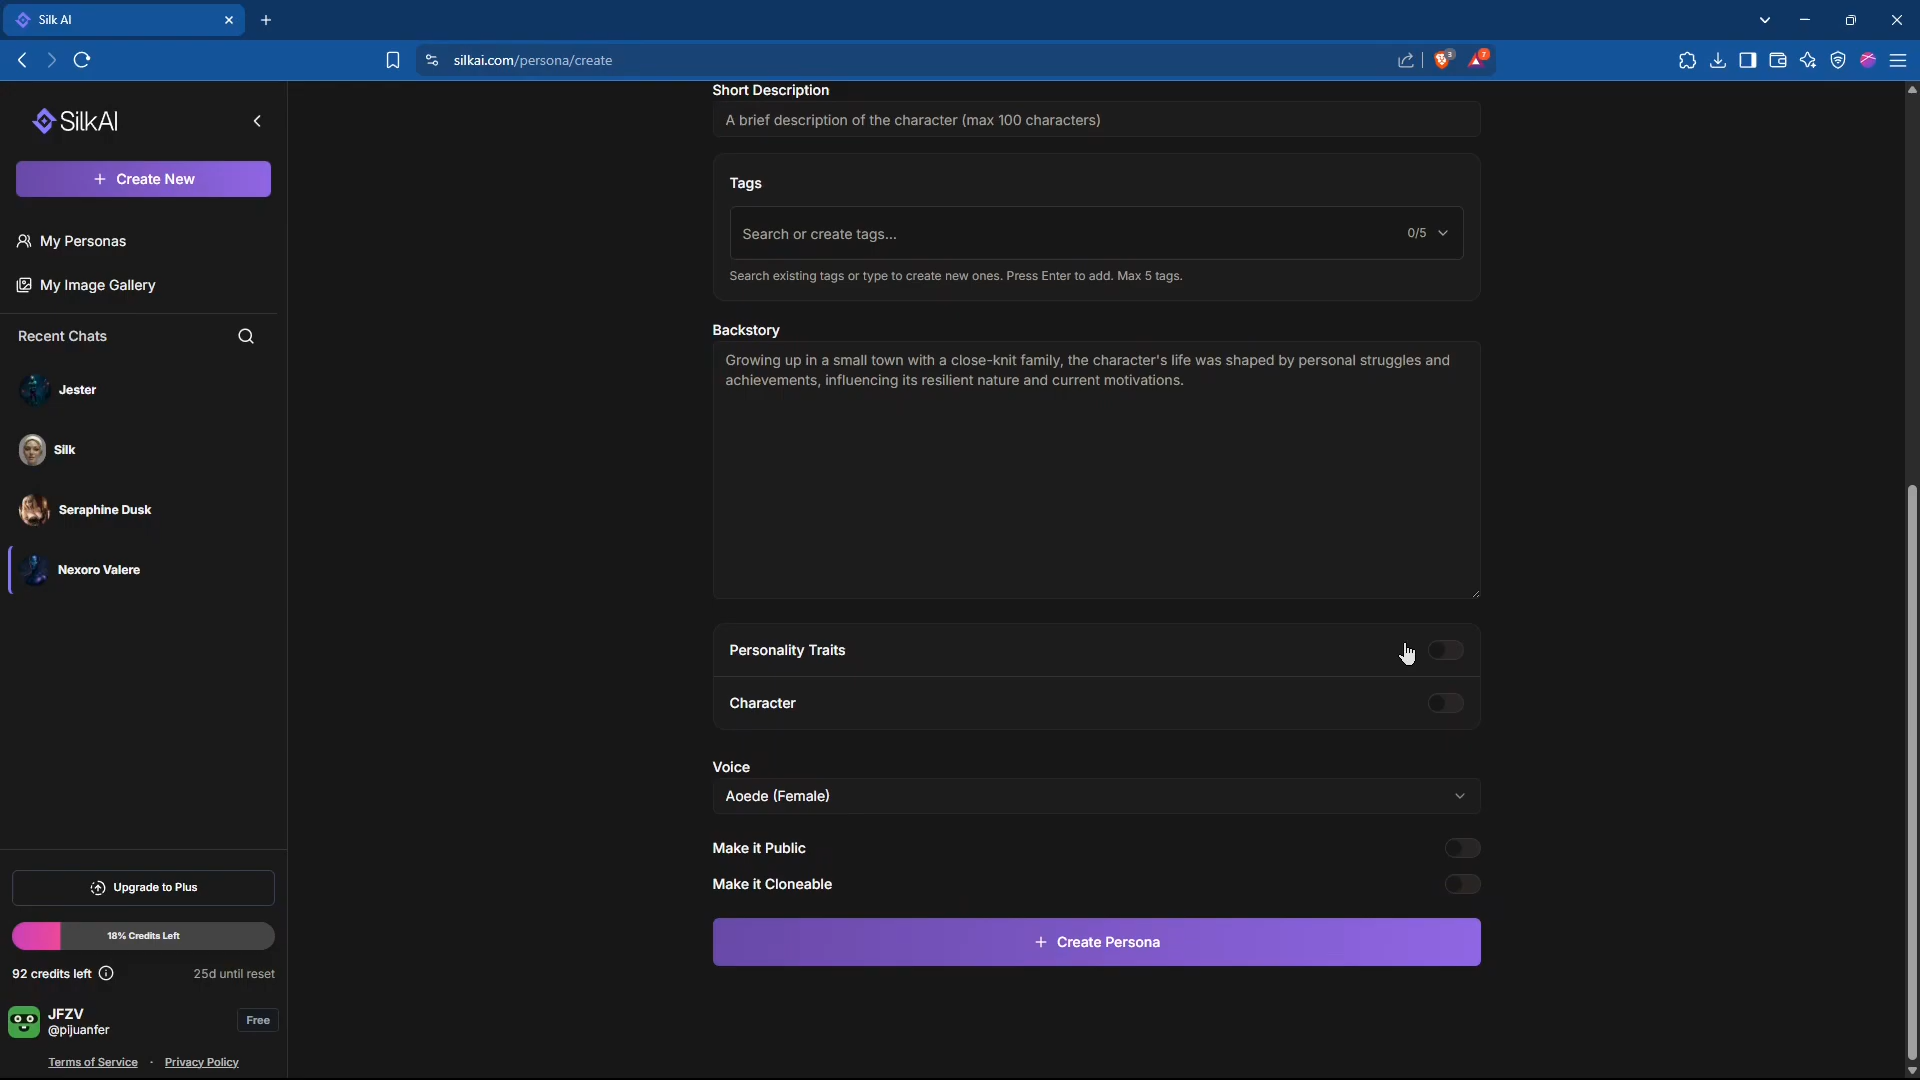 Silk AI
silkai.com/persona/create
3
7
SilkAI
Create New
My Personas
My Image Gallery
Recent Chats
Jester
Silk
Seraphine Dusk
Nexoro Valere
Upgrade to Plus
18% Credits Left
92 credits left
25d until reset
JFZV
@pijuanfer
Free
Terms of Service · Privacy Policy
Short Description
A brief description of the character (max 100 characters)
Tags
Search or create tags...
0/5
Search existing tags or type to create new ones. Press Enter to add. Max 5 tags.
Backstory
Growing up in a small town with a close-knit family, the character's life was shaped by personal struggles and
achievements, influencing its resilient nature and current motivations.
Personality Traits
Character
Voice
Aoede (Female)
Make it Public
Make it Cloneable
Create Persona